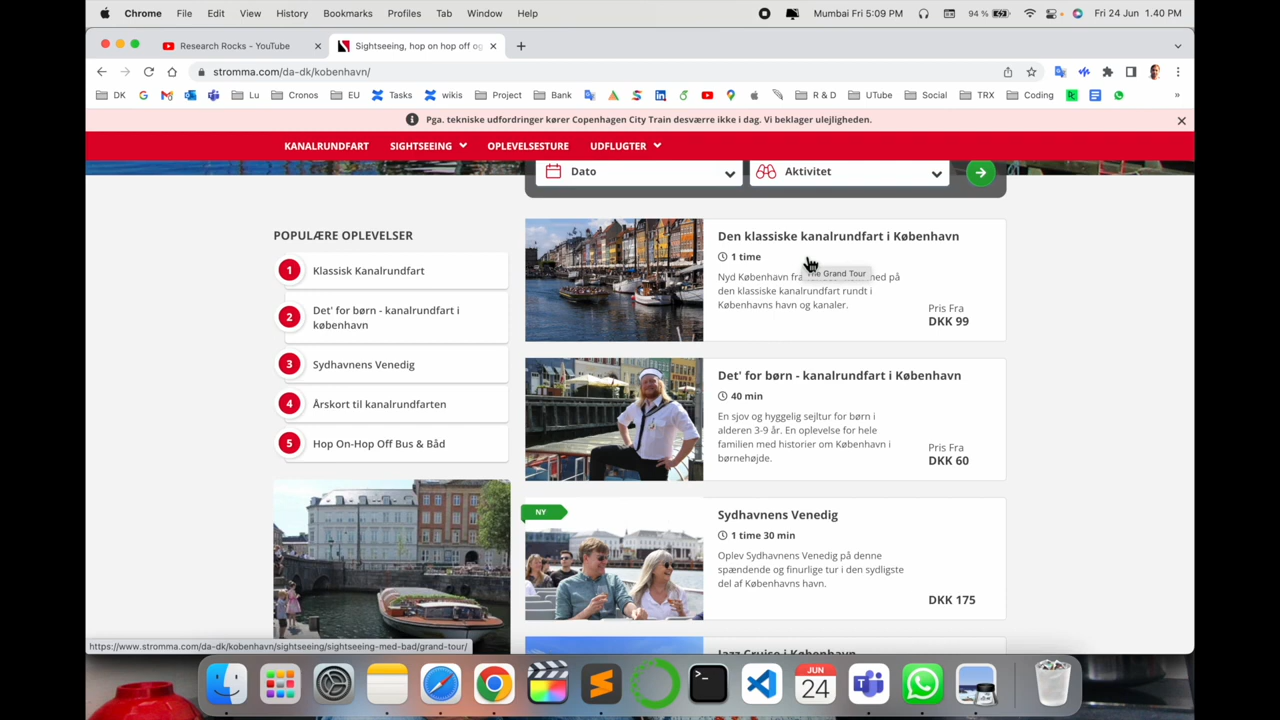 Chrome File Edit View History Bookmarks Profiles Tab Window Help Mumbai Fri 5:09 PM 94 % Fri 24 Jun 1.40 PM
Research Rocks - YouTube Sightseeing, hop on hop off og
stromma.com/da-dk/kobenhavn/
DK Lu Cronos EU Tasks wikis Project Bank R & D UTube Social TRX Coding »
Pga. tekniske udfordringer kører Copenhagen City Train desværre ikke i dag. Vi beklager ulejligheden.
KANALRUNDFART SIGHTSEEING OPLEVELSESTURE UDFLUGTER
Dato Aktivitet
POPULÆRE OPLEVELSER
1 Klassisk Kanalrundfart
2 Det' for børn - kanalrundfart i
københavn
3 Sydhavnens Venedig
4 Årskort til kanalrundfarten
5 Hop On-Hop Off Bus & Båd
Den klassiske kanalrundfart i København
1 time
The Grand Tour
Nyd København fra med på
den klassiske kanalrundfart rundt i
Københavns havn og kanaler.
Pris Fra
DKK 99
Det' for børn - kanalrundfart i København
40 min
En sjov og hyggelig sejltur for børn i
alderen 3-9 år. En oplevelse for hele
familien med historier om København i
børnehøjde.
Pris Fra
DKK 60
NY
Sydhavnens Venedig
1 time 30 min
Oplev Sydhavnens Venedig på denne
spændende og finurlige tur i den sydligste
del af Københavns havn.
DKK 175
Jazz Cruise i København
https://www.stromma.com/da-dk/kobenhavn/sightseeing/sightseeing-med-bad/grand-tour/
JUN
24